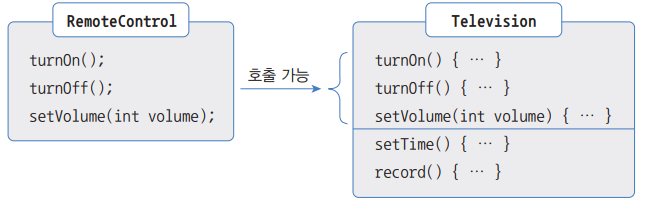 RemoteControl
turnOn();
turnOff();
setVolume(int volume);
호출 가능
Television
turnOn() { … }
turnOff() { … }
setVolume(int volume) { … }
setTime() { … }
record() { … }